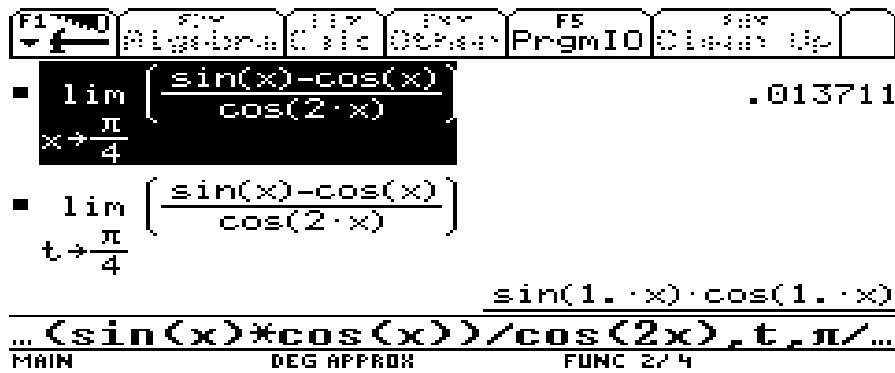 F1 F5
Algebra Calc Other PrgmIO Clean Up
▪ lim (sin(x)-cos(x) / cos(2·x)) .013711
x→π/4
▪ lim (sin(x)-cos(x) / cos(2·x))
t→π/4
sin(1.·x)·cos(1.·x)
…(sin(x)*cos(x))/cos(2x),t,π/…
MAIN DEG APPROX FUNC 2/4